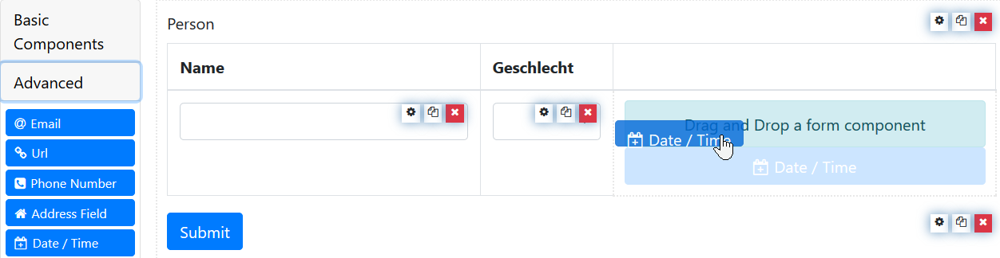 Basic
Components
Advanced
Email
Url
Phone Number
Address Field
Date / Time
Person
Name
Geschlecht
Drag and Drop a form component
Date / Time
Date / Time
Submit